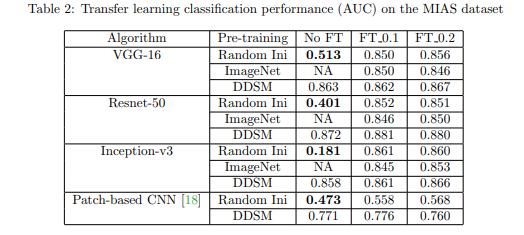 Table 2: Transfer learning classification performance (AUC) on the MIAS dataset
Algorithm Pre-training No FT FT_0.1 FT_0.2
VGG-16 Random Ini 0.513 0.850 0.856
ImageNet NA 0.850 0.846
DDSM 0.863 0.862 0.867
Resnet-50 Random Ini 0.401 0.852 0.851
ImageNet NA 0.846 0.850
DDSM 0.872 0.881 0.880
Inception-v3 Random Ini 0.181 0.861 0.860
ImageNet NA 0.845 0.853
DDSM 0.858 0.861 0.866
Patch-based CNN [18] Random Ini 0.473 0.558 0.568
DDSM 0.771 0.776 0.760